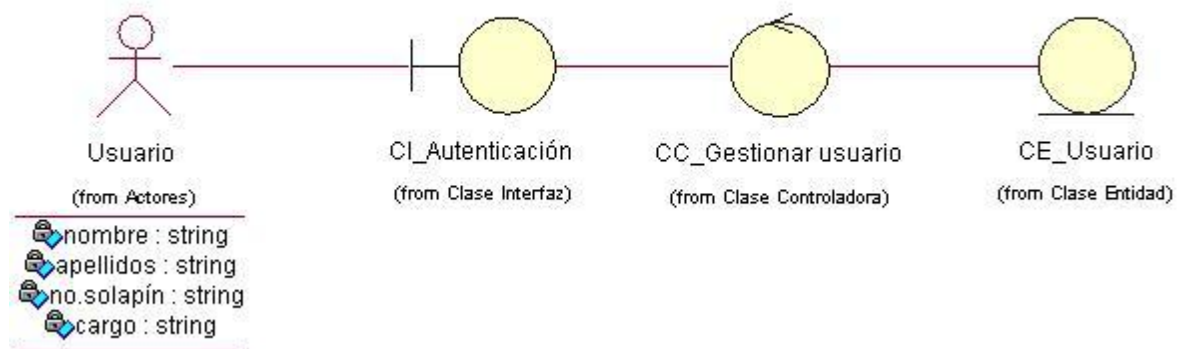 Usuario
(from Actores)
nombre : string
apellidos : string
no.solapín : string
cargo : string
CI_Autenticación
(from Clase Interfaz)
CC_Gestionar usuario
(from Clase Controladora)
CE_Usuario
(from Clase Entidad)